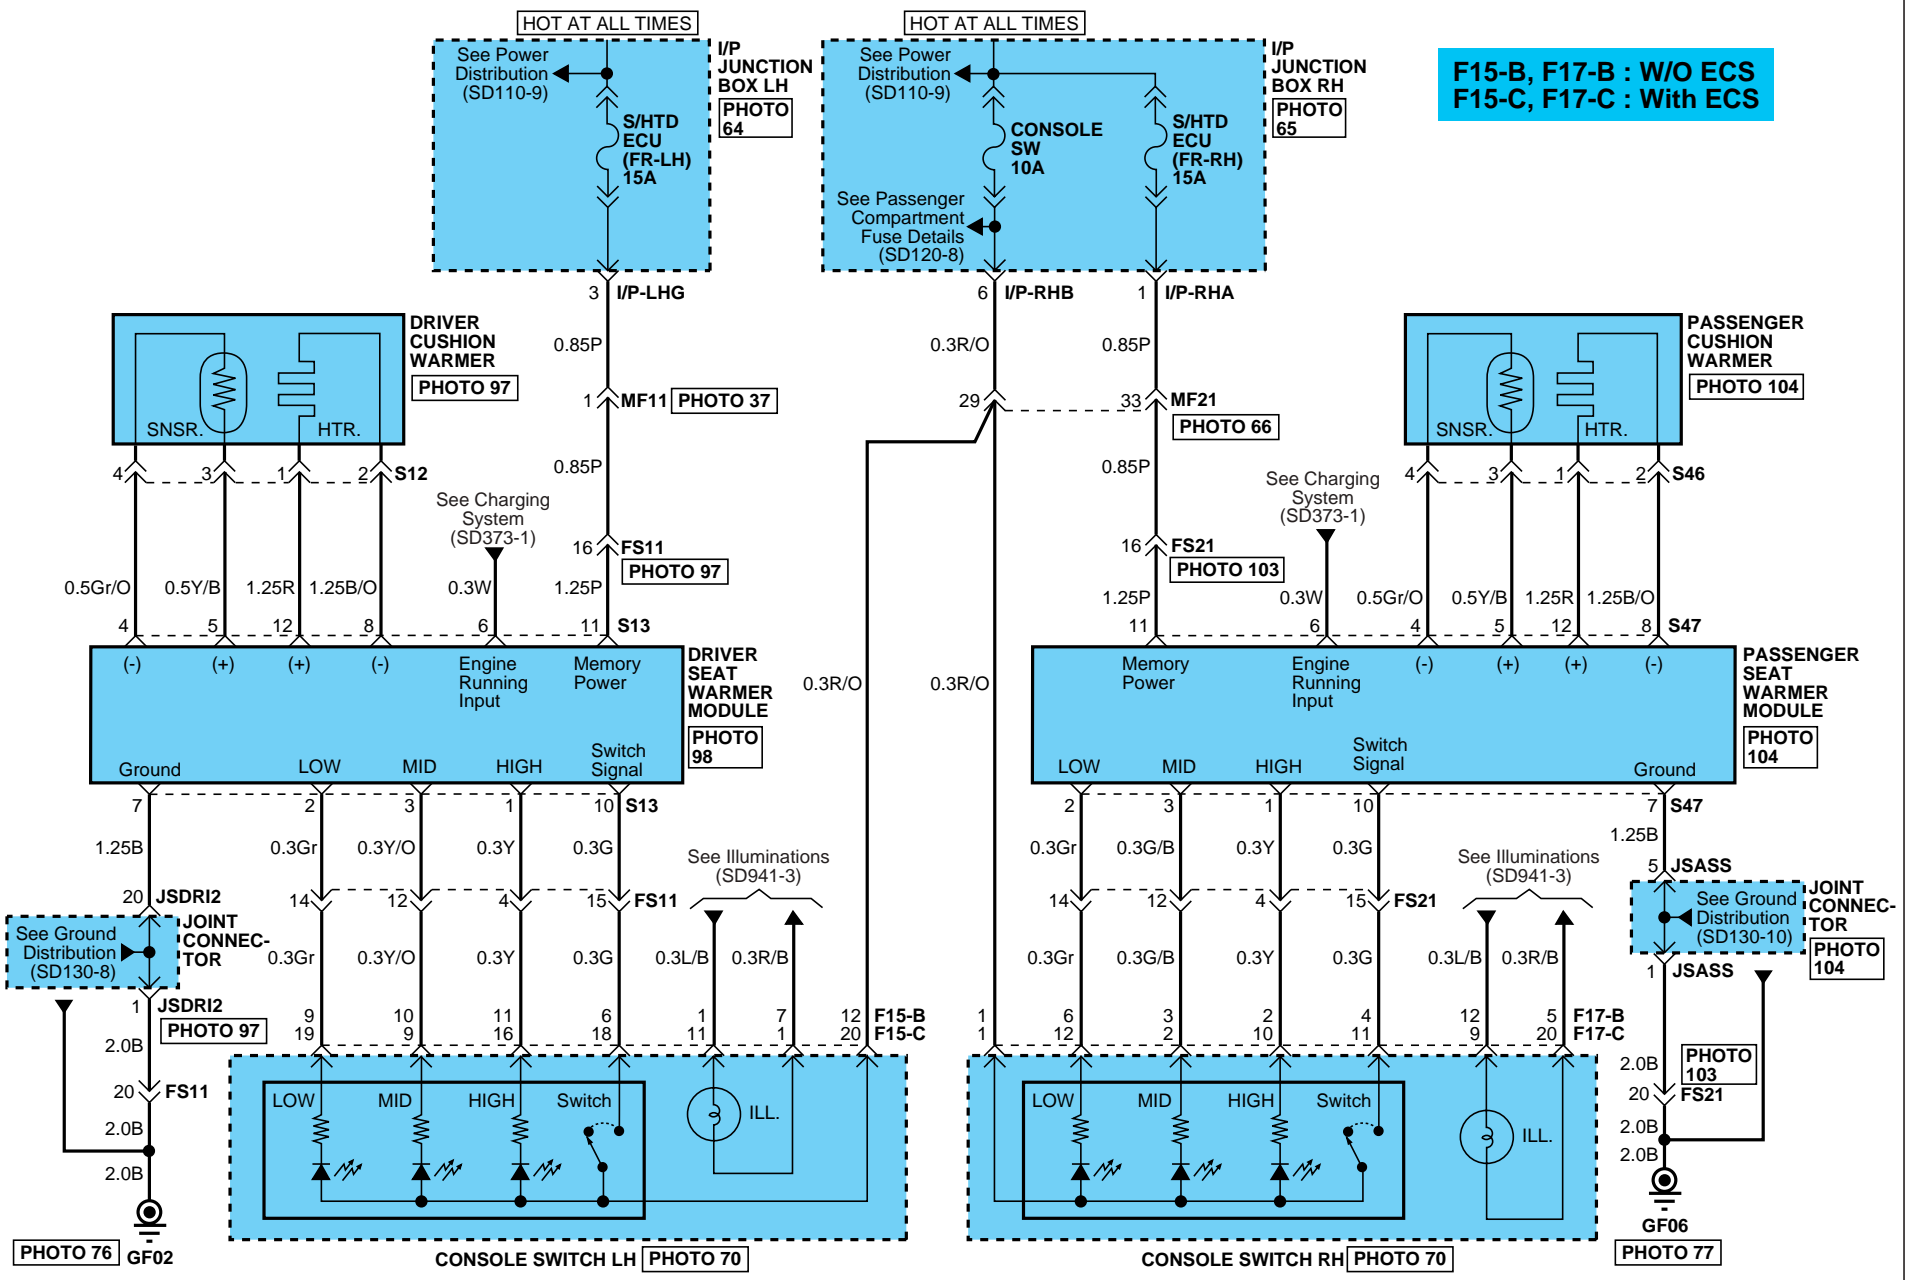 HOT AT ALL TIMES
HOT AT ALL TIMES
See Power
Distribution
(SD110-9)
S/HTD
ECU
(FR-LH)
15A
I/P
JUNCTION
BOX LH
PHOTO
64
See Power
Distribution
(SD110-9)
CONSOLE
SW
10A
S/HTD
ECU
(FR-RH)
15A
See Passenger
Compartment
Fuse Details
(SD120-8)
I/P
JUNCTION
BOX RH
PHOTO
65
F15-B, F17-B : W/O ECS
F15-C, F17-C : With ECS
3 I/P-LHG
6 I/P-RHB
1 I/P-RHA
DRIVER
CUSHION
WARMER
PHOTO 97
SNSR. HTR.
4 3 1 2 S12
0.85P
1 MF11 PHOTO 37
0.85P
0.3R/O
0.85P
29 33 MF21
PHOTO 66
0.85P
PASSENGER
CUSHION
WARMER
PHOTO 104
SNSR. HTR.
4 3 1 2 S46
See Charging
System
(SD373-1)
16 FS11
PHOTO 97
See Charging
System
(SD373-1)
16 FS21
PHOTO 103
0.5Gr/O 0.5Y/B 1.25R 1.25B/O 0.3W 1.25P
4 5 12 8 6 11 S13
1.25P 0.3W 0.5Gr/O 0.5Y/B 1.25R 1.25B/O
11 6 4 5 12 8 S47
(-) (+) (+) (-)
Engine
Running
Input
Memory
Power
DRIVER
SEAT
WARMER
MODULE
PHOTO
98
Ground LOW MID HIGH
Switch
Signal
0.3R/O
0.3R/O
Memory
Power
Engine
Running
Input
(-) (+) (+) (-)
PASSENGER
SEAT
WARMER
MODULE
PHOTO
104
LOW MID HIGH
Switch
Signal
Ground
7 2 3 1 10 S13
2 3 1 10 7 S47
1.25B 0.3Gr 0.3Y/O 0.3Y 0.3G
See Illuminations
(SD941-3)
0.3Gr 0.3G/B 0.3Y 0.3G
See Illuminations
(SD941-3)
1.25B
20 JSDRI2
14 12 4 15 FS11
14 12 4 15 FS21
5 JSASS
See Ground
Distribution
(SD130-8)
JOINT
CONNEC-
TOR
See Ground
Distribution
(SD130-10)
JOINT
CONNEC-
TOR
PHOTO
104
0.3Gr 0.3Y/O 0.3Y 0.3G 0.3L/B 0.3R/B
0.3Gr 0.3G/B 0.3Y 0.3G 0.3L/B 0.3R/B
1 JSDRI2
PHOTO 97
1 JSASS
9 10 11 6 1 7 12 F15-B
19 9 16 18 11 1 20 F15-C
1 6 3 2 4 12 5 F17-B
1 12 2 10 11 9 20 F17-C
2.0B
20 FS11
2.0B
2.0B
GF02
PHOTO 76
LOW MID HIGH Switch
ILL.
CONSOLE SWITCH LH PHOTO 70
LOW MID HIGH Switch
ILL.
CONSOLE SWITCH RH PHOTO 70
2.0B
PHOTO
103
20 FS21
2.0B
2.0B
GF06
PHOTO 77